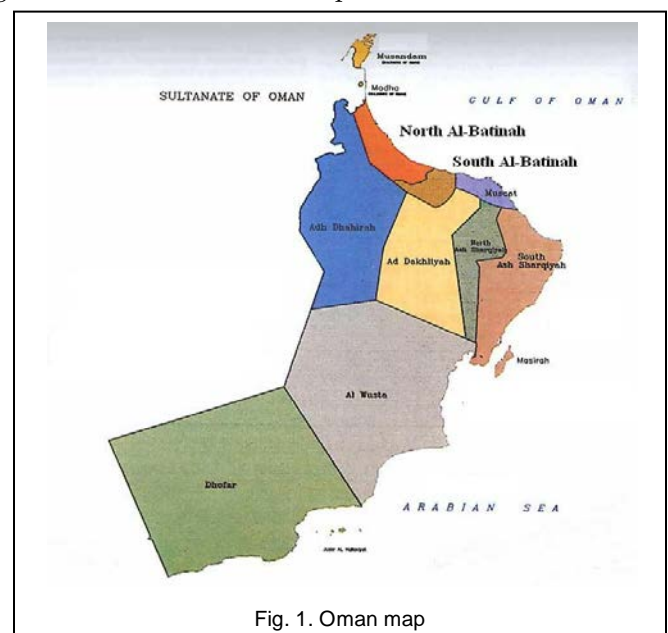 Musandam
Madha
SULTANATE OF OMAN
GULF OF OMAN
North Al-Batinah
South Al-Batinah
Muscat
Adh Dhahirah
Ad Dakhliyah
North
Ash Sharqiyah
South
Ash Sharqiyah
Masirah
Al Wusta
Dhofar
ARABIAN SEA
Fig. 1. Oman map